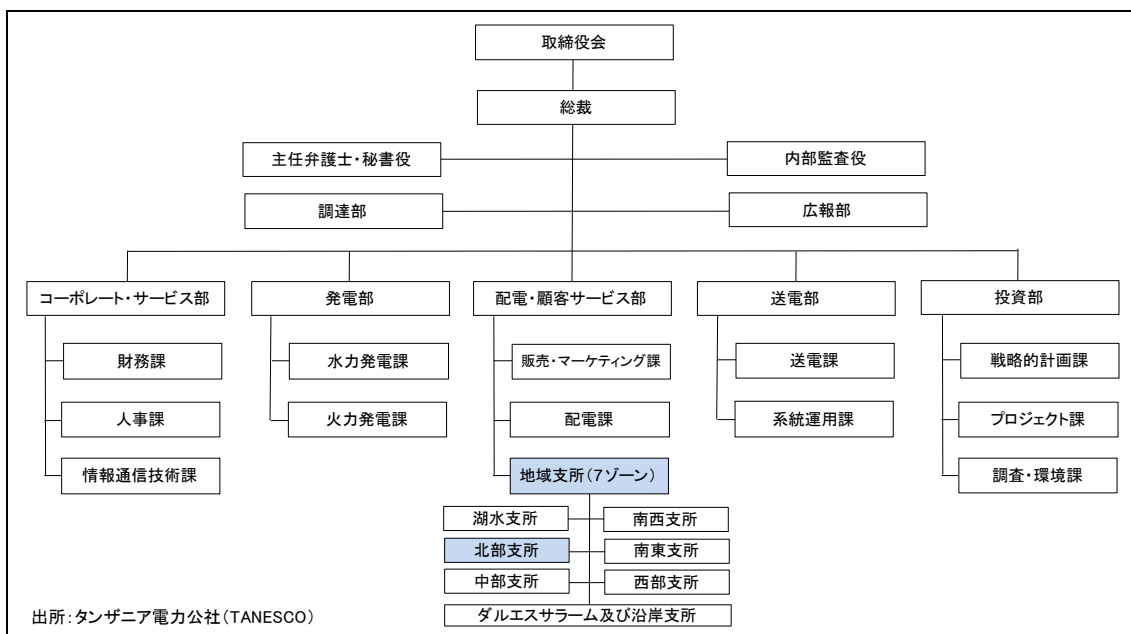 取締役会
総裁
主任弁護士・秘書役
内部監査役
調達部
広報部
コーポレート・サービス部
発電部
配電・顧客サービス部
送電部
投資部
財務課
水力発電課
販売・マーケティング課
送電課
戦略的計画課
人事課
火力発電課
配電課
系統運用課
プロジェクト課
情報通信技術課
地域支所(7ゾーン)
調査・環境課
湖水支所
南西支所
北部支所
南東支所
中部支所
西部支所
ダルエスサラーム及び沿岸支所
出所:タンザニア電力公社(TANESCO)